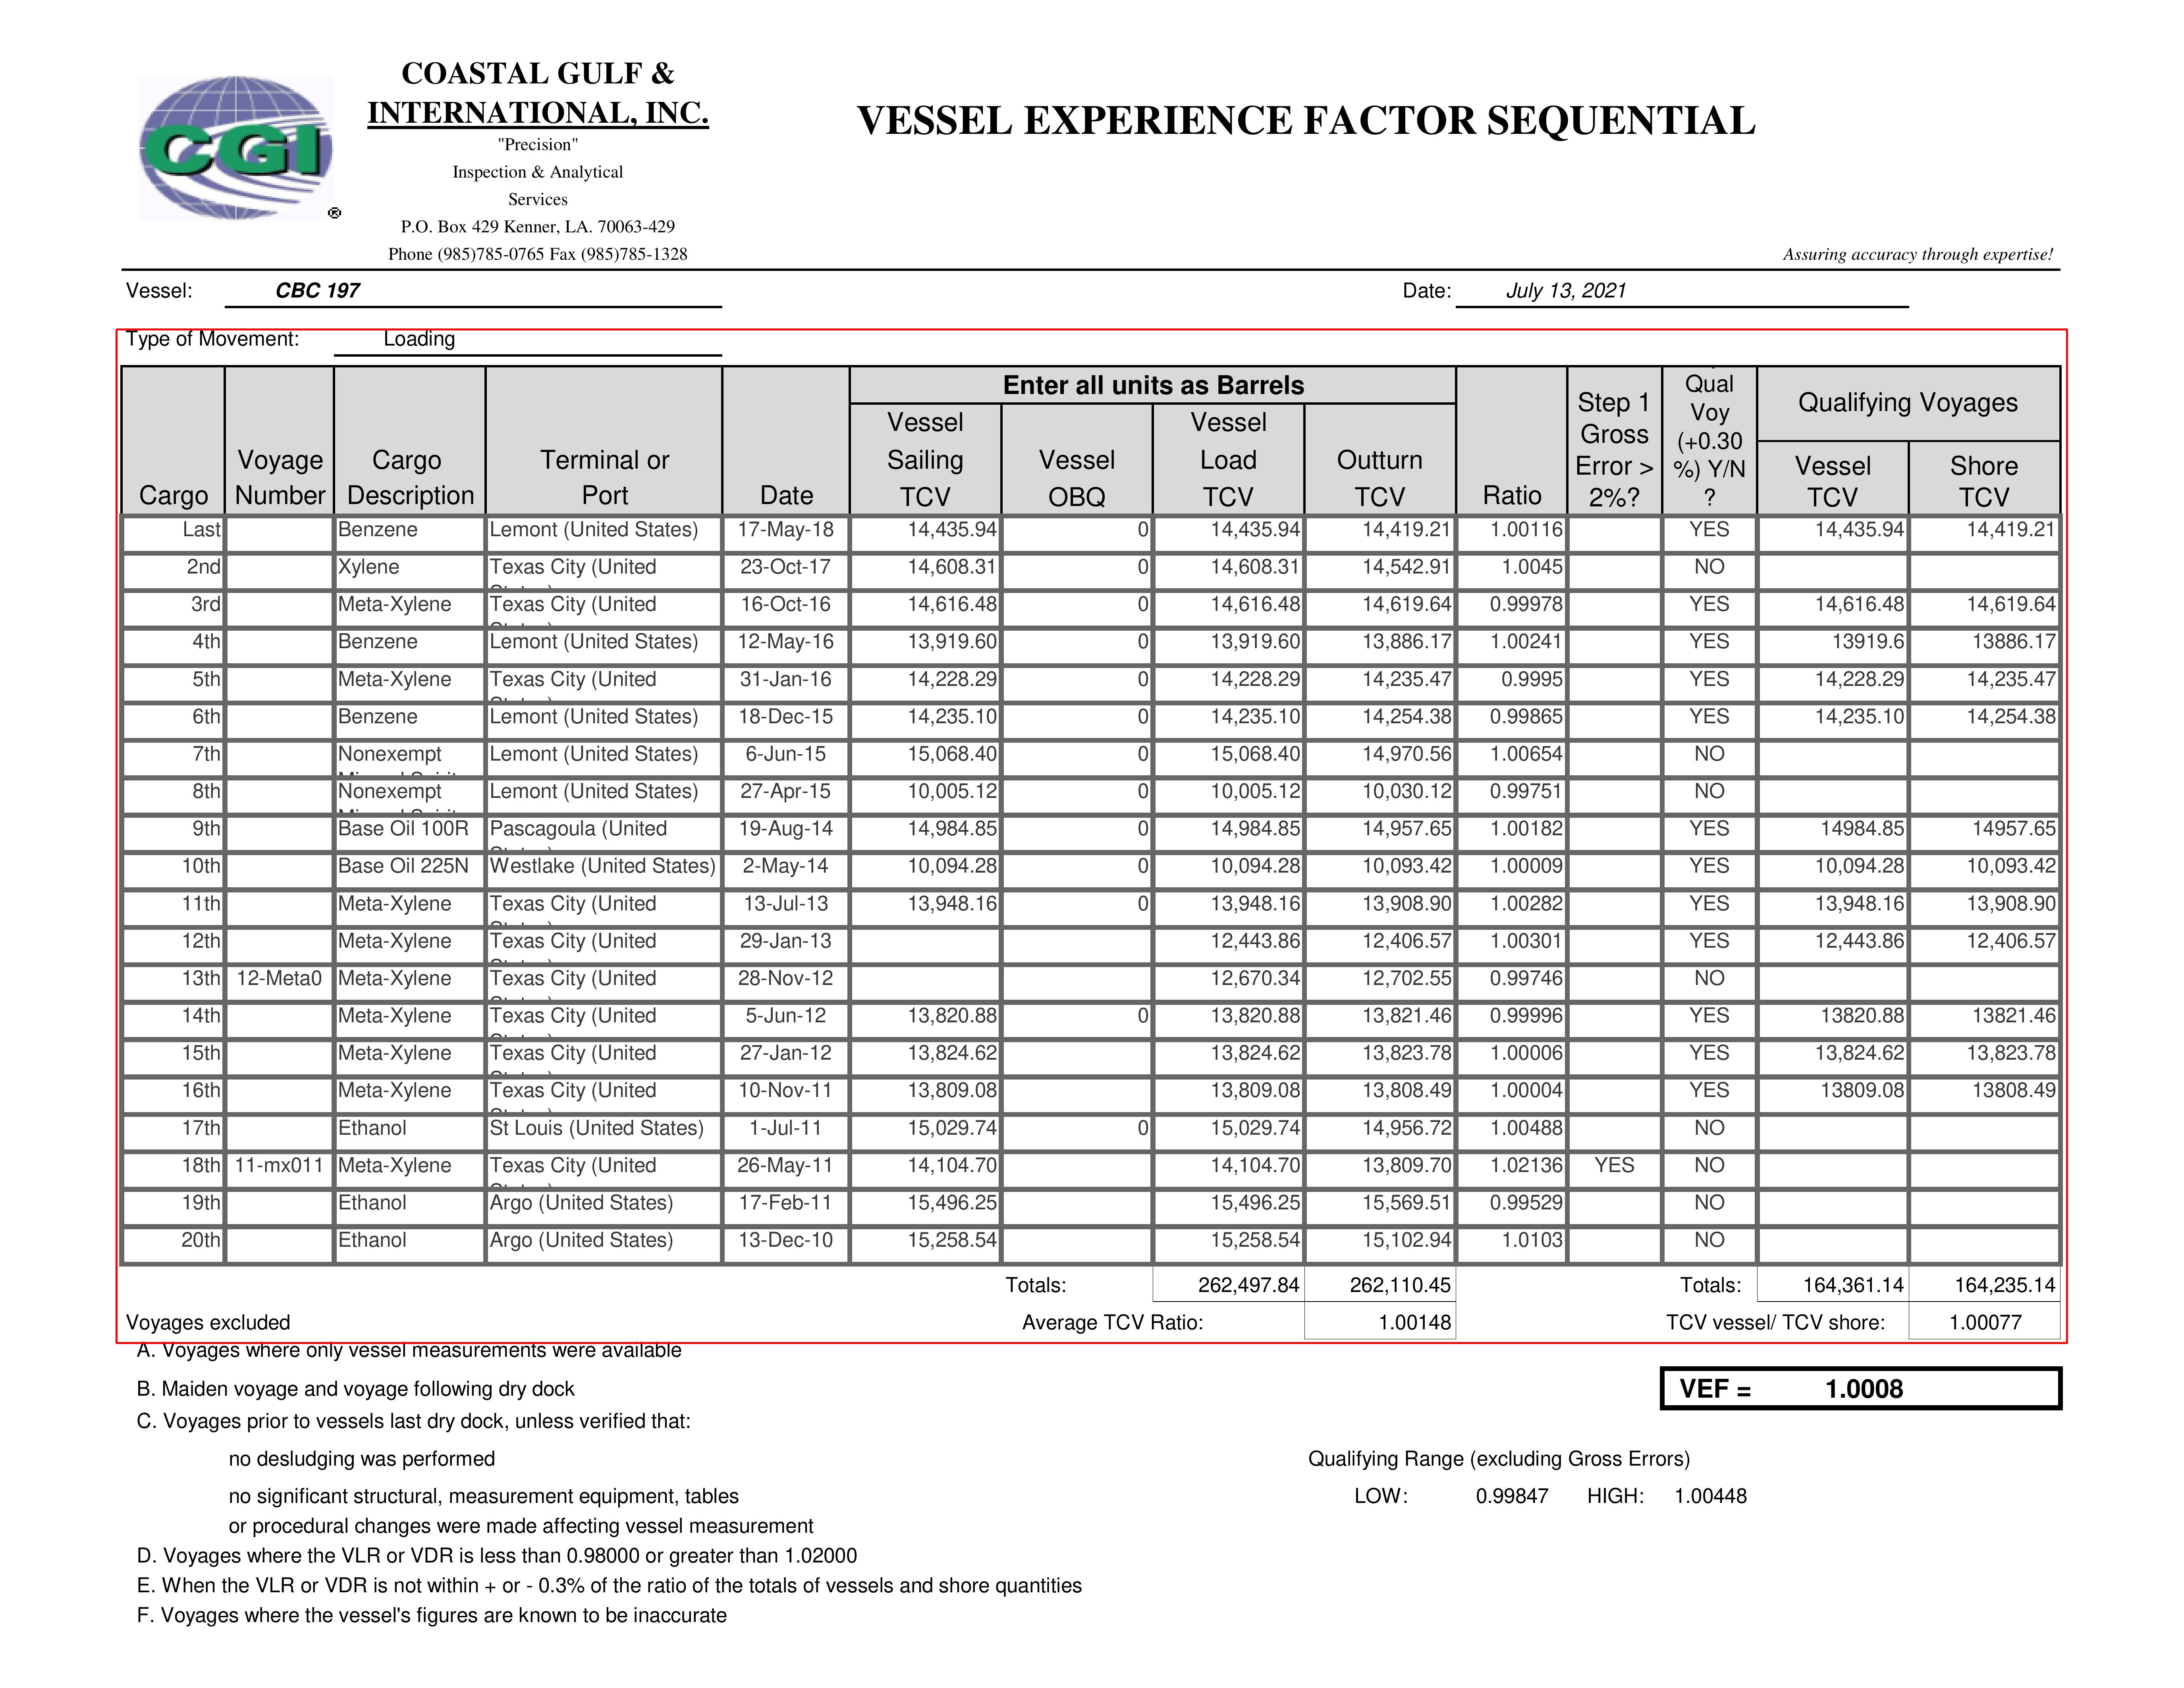 COASTAL GULF &
INTERNATIONAL, INC.
"Precision"
Inspection & Analytical
Services
P.O. Box 429 Kenner, LA. 70063-429
Phone (985)785-0765 Fax (985)785-1328
CGI
®
VESSEL EXPERIENCE FACTOR SEQUENTIAL
Assuring accuracy through expertise!
Vessel: CBC 197 Date: July 13, 2021
Type of Movement: Loading
Enter all units as Barrels
Cargo Voyage Number Cargo Description Terminal or Port Date Vessel Sailing TCV Vessel OBQ Vessel Load TCV Outturn TCV Ratio Step 1 Gross Error > 2%? Qual Voy (+0.30 %) Y/N ? Qualifying Voyages Vessel TCV Shore TCV
Last Benzene Lemont (United States) 17-May-18 14,435.94 0 14,435.94 14,419.21 1.00116 YES 14,435.94 14,419.21
2nd Xylene Texas City (United 23-Oct-17 14,608.31 0 14,608.31 14,542.91 1.0045 NO
3rd Meta-Xylene Texas City (United 16-Oct-16 14,616.48 0 14,616.48 14,619.64 0.99978 YES 14,616.48 14,619.64
4th Benzene Lemont (United States) 12-May-16 13,919.60 0 13,919.60 13,886.17 1.00241 YES 13919.6 13886.17
5th Meta-Xylene Texas City (United 31-Jan-16 14,228.29 0 14,228.29 14,235.47 0.9995 YES 14,228.29 14,235.47
6th Benzene Lemont (United States) 18-Dec-15 14,235.10 0 14,235.10 14,254.38 0.99865 YES 14,235.10 14,254.38
7th Nonexempt Lemont (United States) 6-Jun-15 15,068.40 0 15,068.40 14,970.56 1.00654 NO
8th Nonexempt Lemont (United States) 27-Apr-15 10,005.12 0 10,005.12 10,030.12 0.99751 NO
9th Base Oil 100R Pascagoula (United 19-Aug-14 14,984.85 0 14,984.85 14,957.65 1.00182 YES 14984.85 14957.65
10th Base Oil 225N Westlake (United States) 2-May-14 10,094.28 0 10,094.28 10,093.42 1.00009 YES 10,094.28 10,093.42
11th Meta-Xylene Texas City (United 13-Jul-13 13,948.16 0 13,948.16 13,908.90 1.00282 YES 13,948.16 13,908.90
12th Meta-Xylene Texas City (United 29-Jan-13 12,443.86 12,406.57 1.00301 YES 12,443.86 12,406.57
13th 12-Meta0 Meta-Xylene Texas City (United 28-Nov-12 12,670.34 12,702.55 0.99746 NO
14th Meta-Xylene Texas City (United 5-Jun-12 13,820.88 0 13,820.88 13,821.46 0.99996 YES 13820.88 13821.46
15th Meta-Xylene Texas City (United 27-Jan-12 13,824.62 13,824.62 13,823.78 1.00006 YES 13,824.62 13,823.78
16th Meta-Xylene Texas City (United 10-Nov-11 13,809.08 13,809.08 13,808.49 1.00004 YES 13809.08 13808.49
17th Ethanol St Louis (United States) 1-Jul-11 15,029.74 0 15,029.74 14,956.72 1.00488 NO
18th 11-mx011 Meta-Xylene Texas City (United 26-May-11 14,104.70 14,104.70 13,809.70 1.02136 YES NO
19th Ethanol Argo (United States) 17-Feb-11 15,496.25 15,496.25 15,569.51 0.99529 NO
20th Ethanol Argo (United States) 13-Dec-10 15,258.54 15,258.54 15,102.94 1.0103 NO
Totals: 262,497.84 262,110.45 Totals: 164,361.14 164,235.14
Voyages excluded Average TCV Ratio: 1.00148 TCV vessel/ TCV shore: 1.00077
A. Voyages where only vessel measurements were available
B. Maiden voyage and voyage following dry dock VEF = 1.0008
C. Voyages prior to vessels last dry dock, unless verified that:
no desludging was performed Qualifying Range (excluding Gross Errors)
no significant structural, measurement equipment, tables LOW: 0.99847 HIGH: 1.00448
or procedural changes were made affecting vessel measurement
D. Voyages where the VLR or VDR is less than 0.98000 or greater than 1.02000
E. When the VLR or VDR is not within + or - 0.3% of the ratio of the totals of vessels and shore quantities
F. Voyages where the vessel's figures are known to be inaccurate